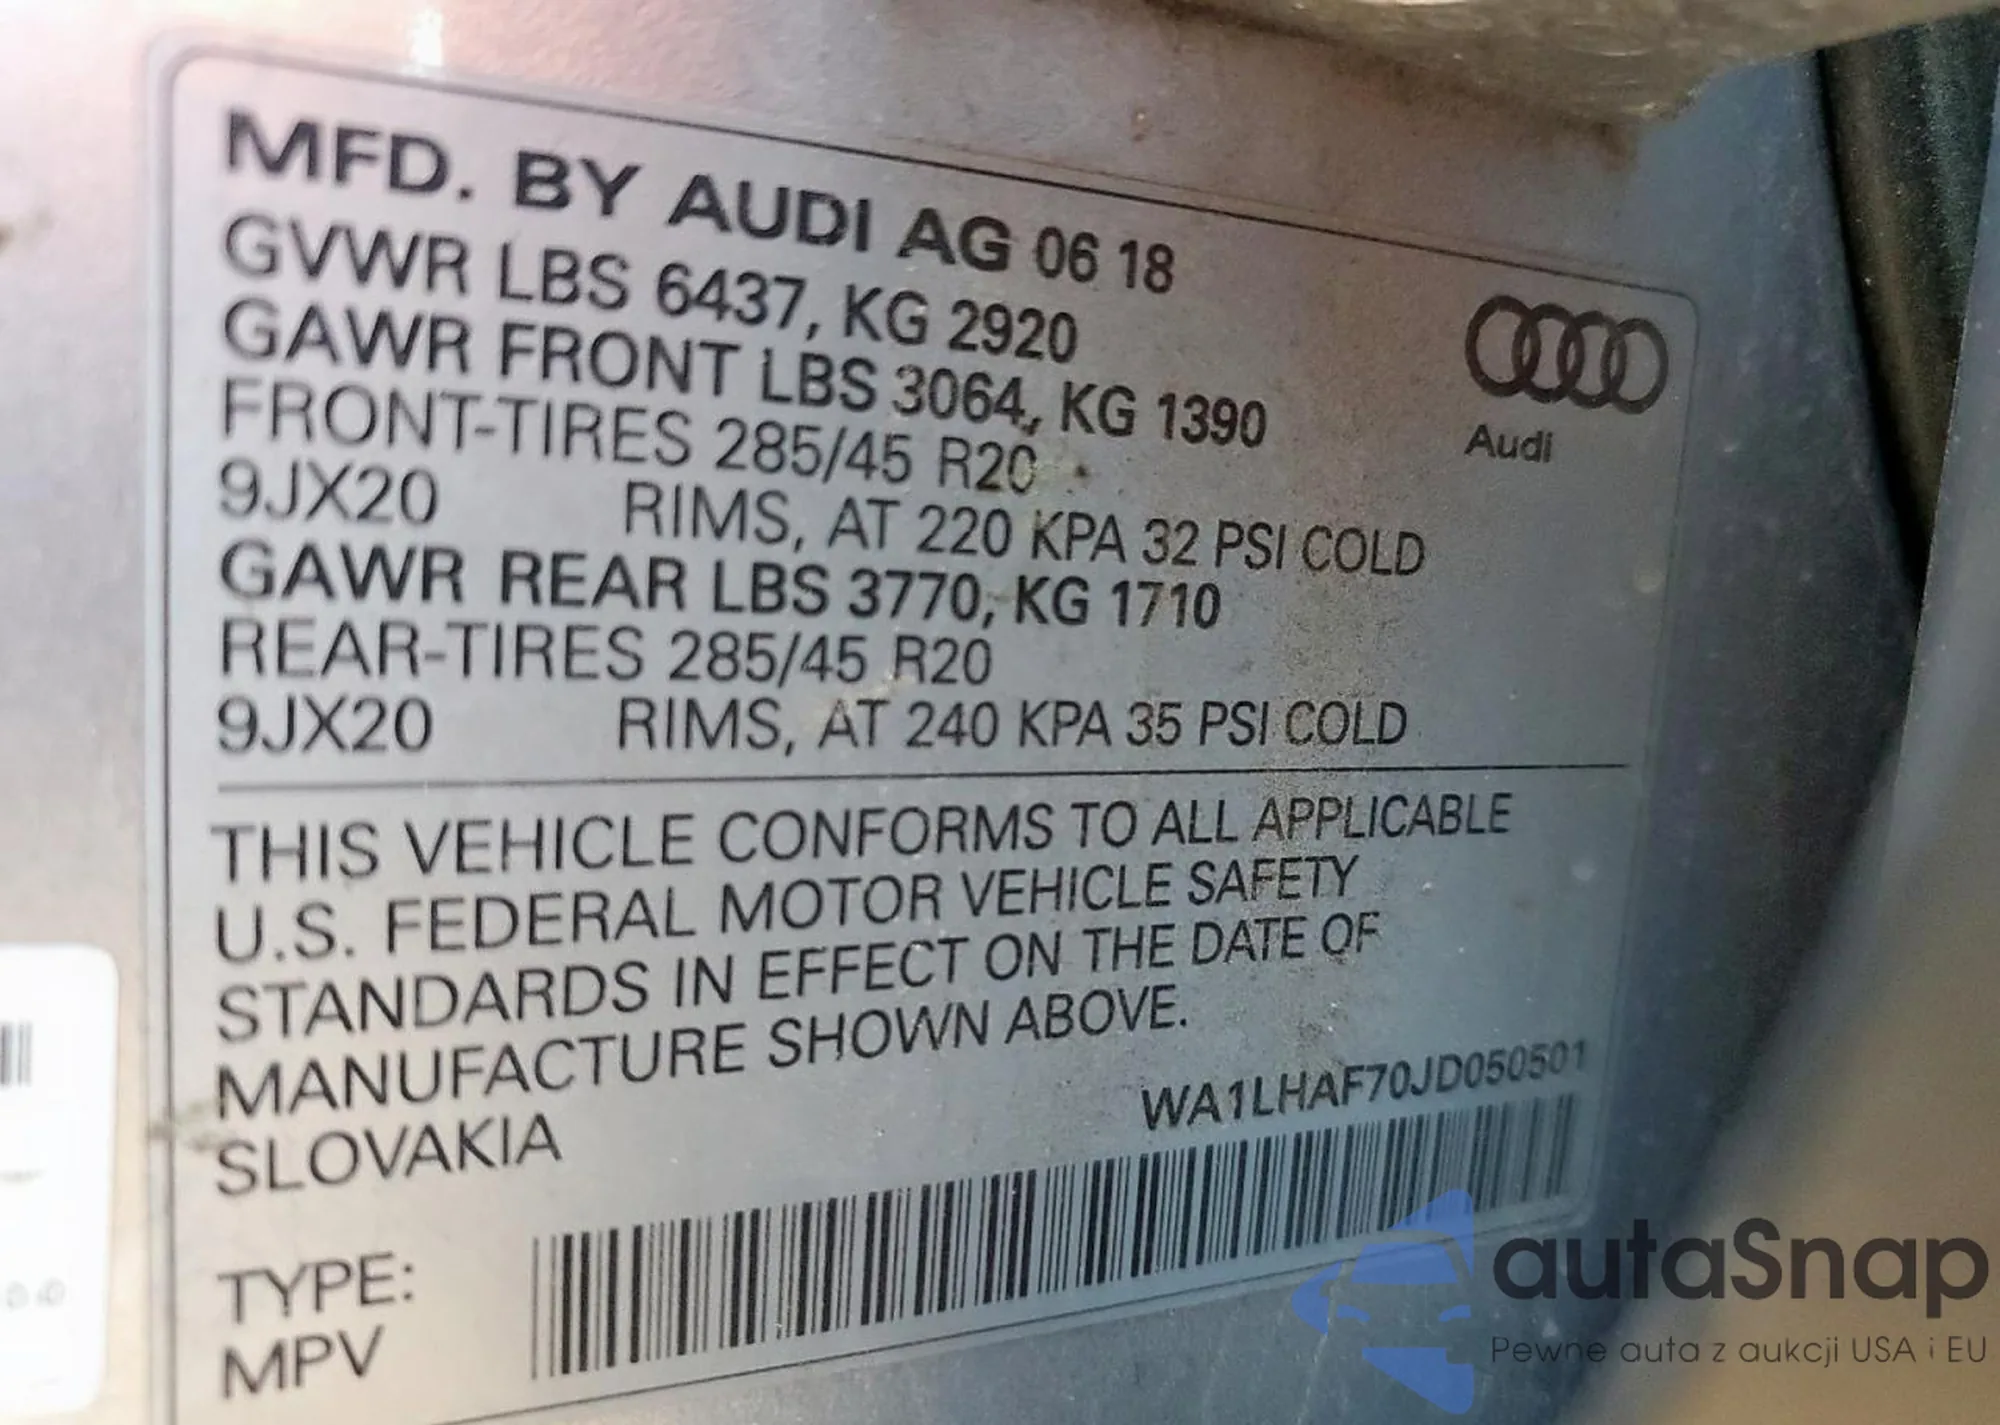 MFD. BY AUDI AG 06 18
GVWR LBS 6437, KG 2920
GAWR FRONT LBS 3064, KG 1390
FRONT-TIRES 285/45 R20
9JX20 RIMS, AT 220 KPA 32 PSI COLD
GAWR REAR LBS 3770, KG 1710
REAR-TIRES 285/45 R20
9JX20 RIMS, AT 240 KPA 35 PSI COLD
Audi
THIS VEHICLE CONFORMS TO ALL APPLICABLE
U.S. FEDERAL MOTOR VEHICLE SAFETY
STANDARDS IN EFFECT ON THE DATE OF
MANUFACTURE SHOWN ABOVE.
SLOVAKIA
WA1LHAF70JD050501
TYPE:
MPV
autaSnap
Pewne auta z aukcji USA i EU